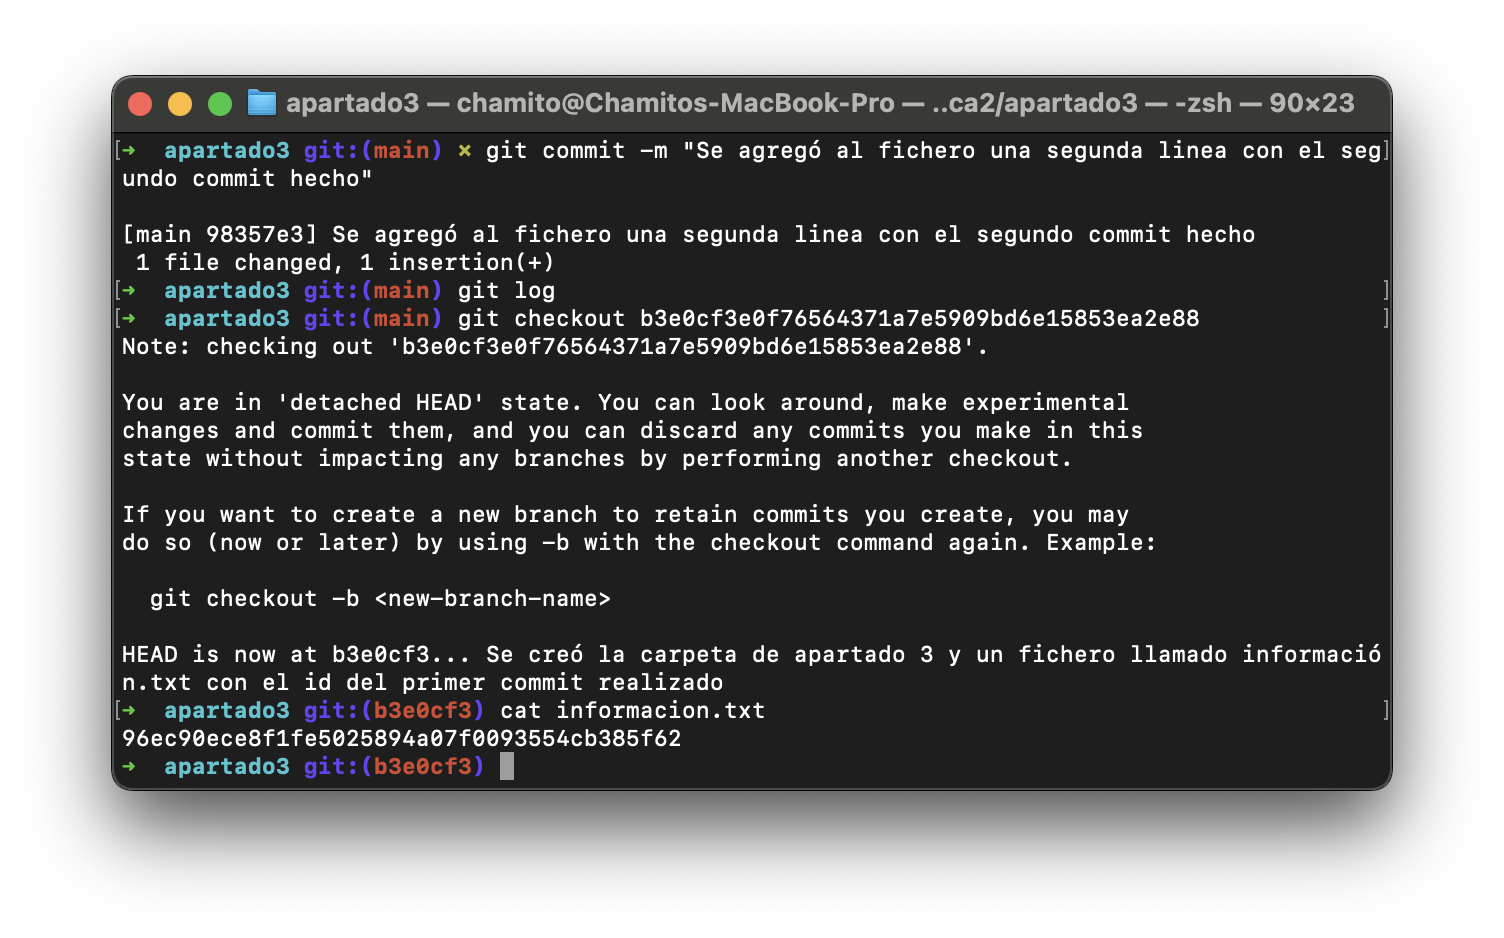 apartado3 — chamito@Chamitos-MacBook-Pro — ..ca2/apartado3 — -zsh — 90×23
[➜  apartado3 git:(main) ✗ git commit -m "Se agregó al fichero una segunda linea con el seg]
undo commit hecho"
[main 98357e3] Se agregó al fichero una segunda linea con el segundo commit hecho
 1 file changed, 1 insertion(+)
[➜  apartado3 git:(main) git log ]
[➜  apartado3 git:(main) git checkout b3e0cf3e0f76564371a7e5909bd6e15853ea2e88 ]
Note: checking out 'b3e0cf3e0f76564371a7e5909bd6e15853ea2e88'.
You are in 'detached HEAD' state. You can look around, make experimental
changes and commit them, and you can discard any commits you make in this
state without impacting any branches by performing another checkout.
If you want to create a new branch to retain commits you create, you may
do so (now or later) by using -b with the checkout command again. Example:
  git checkout -b <new-branch-name>
HEAD is now at b3e0cf3... Se creó la carpeta de apartado 3 y un fichero llamado informació
n.txt con el id del primer commit realizado
[➜  apartado3 git:(b3e0cf3) cat informacion.txt ]
96ec90ece8f1fe5025894a07f0093554cb385f62
➜  apartado3 git:(b3e0cf3)